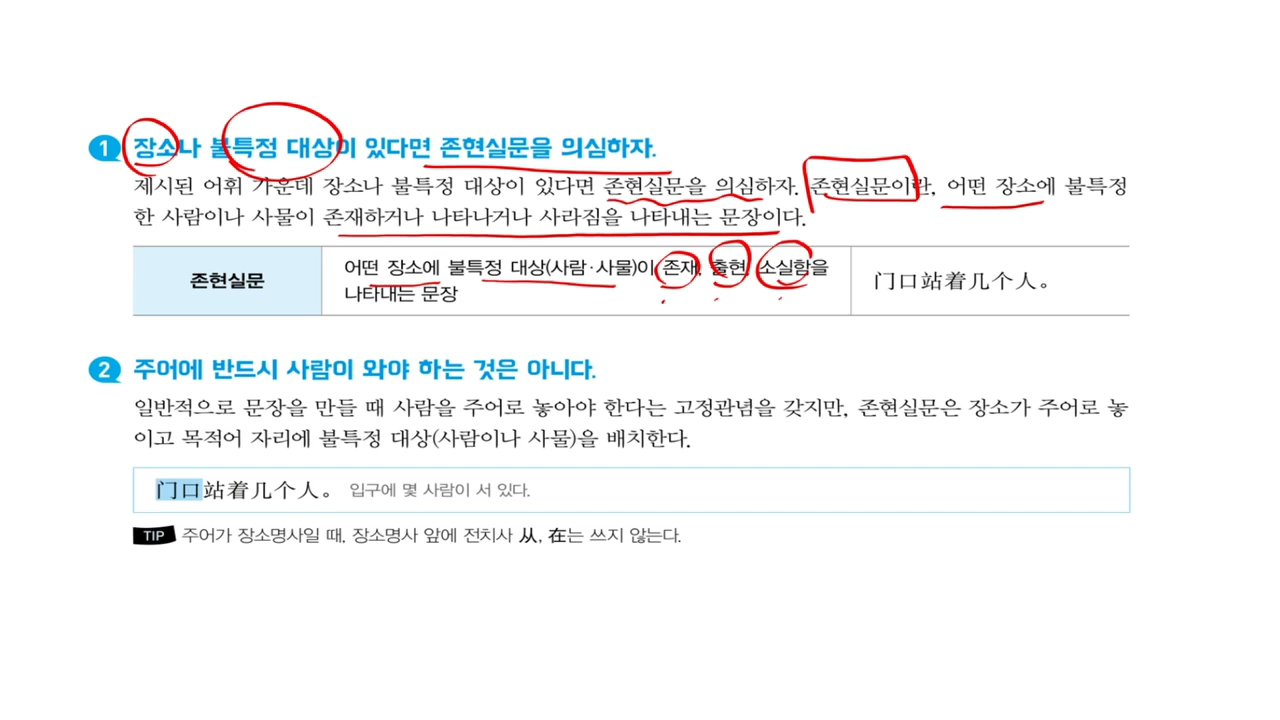 1 장소나 불특정 대상이 있다면 존현실문을 의심하자.
제시된 어휘 가운데 장소나 불특정 대상이 있다면 존현실문을 의심하자. 존현실문이란, 어떤 장소에 불특정
한 사람이나 사물이 존재하거나 나타나거나 사라짐을 나타내는 문장이다.
존현실문
어떤 장소에 불특정 대상(사람·사물)이 존재, 출현, 소실함을
나타내는 문장
门口站着几个人。
2 주어에 반드시 사람이 와야 하는 것은 아니다.
일반적으로 문장을 만들 때 사람을 주어로 놓아야 한다는 고정관념을 갖지만, 존현실문은 장소가 주어로 놓
이고 목적어 자리에 불특정 대상(사람이나 사물)을 배치한다.
门口站着几个人。 입구에 몇 사람이 서 있다.
TIP 주어가 장소명사일 때, 장소명사 앞에 전치사 从, 在는 쓰지 않는다.